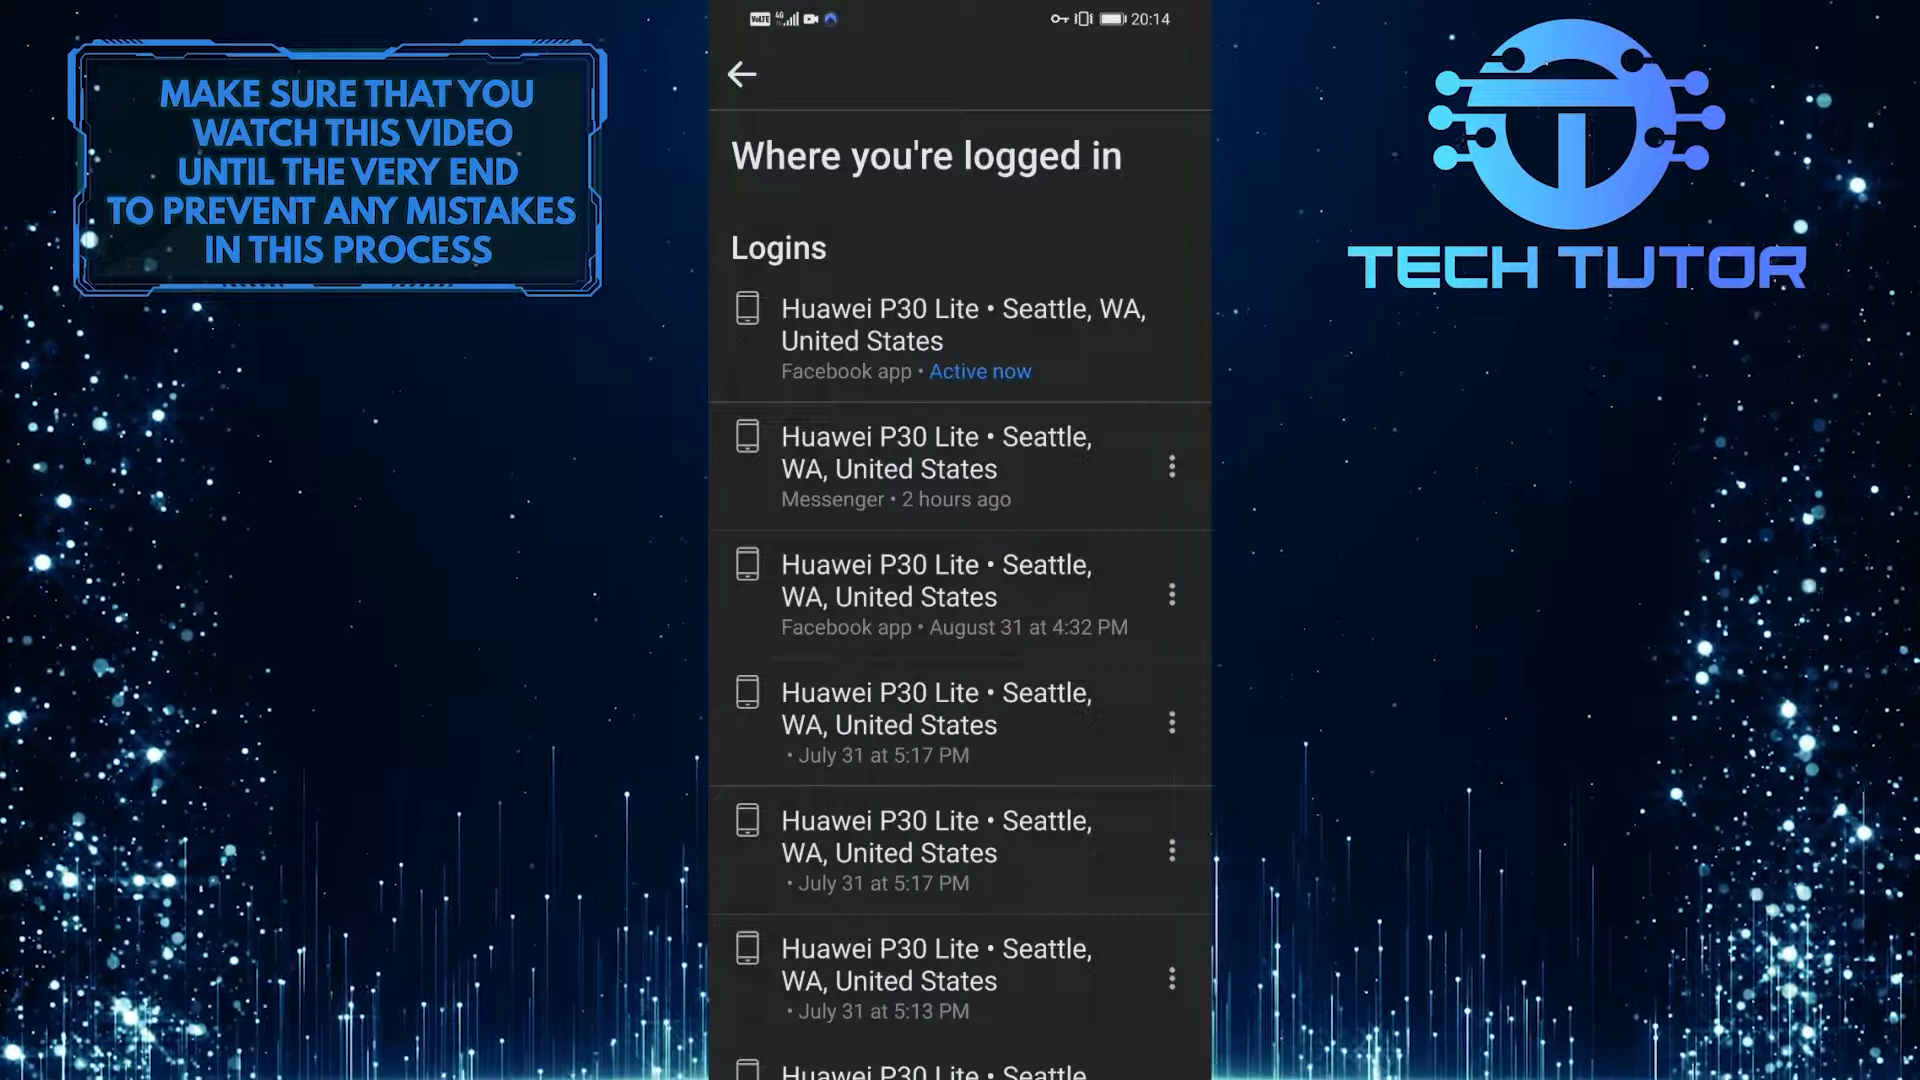 MAKE SURE THAT YOU
WATCH THIS VIDEO
UNTIL THE VERY END
TO PREVENT ANY MISTAKES
IN THIS PROCESS
VoLTE 4G 20:14
Where you're logged in
Logins
Huawei P30 Lite • Seattle, WA,
United States
Facebook app • Active now
Huawei P30 Lite • Seattle,
WA, United States
Messenger • 2 hours ago
Huawei P30 Lite • Seattle,
WA, United States
Facebook app • August 31 at 4:32 PM
Huawei P30 Lite • Seattle,
WA, United States
• July 31 at 5:17 PM
Huawei P30 Lite • Seattle,
WA, United States
• July 31 at 5:17 PM
Huawei P30 Lite • Seattle,
WA, United States
• July 31 at 5:13 PM
Huawei P30 Lite • Seattle,
TECH TUTOR